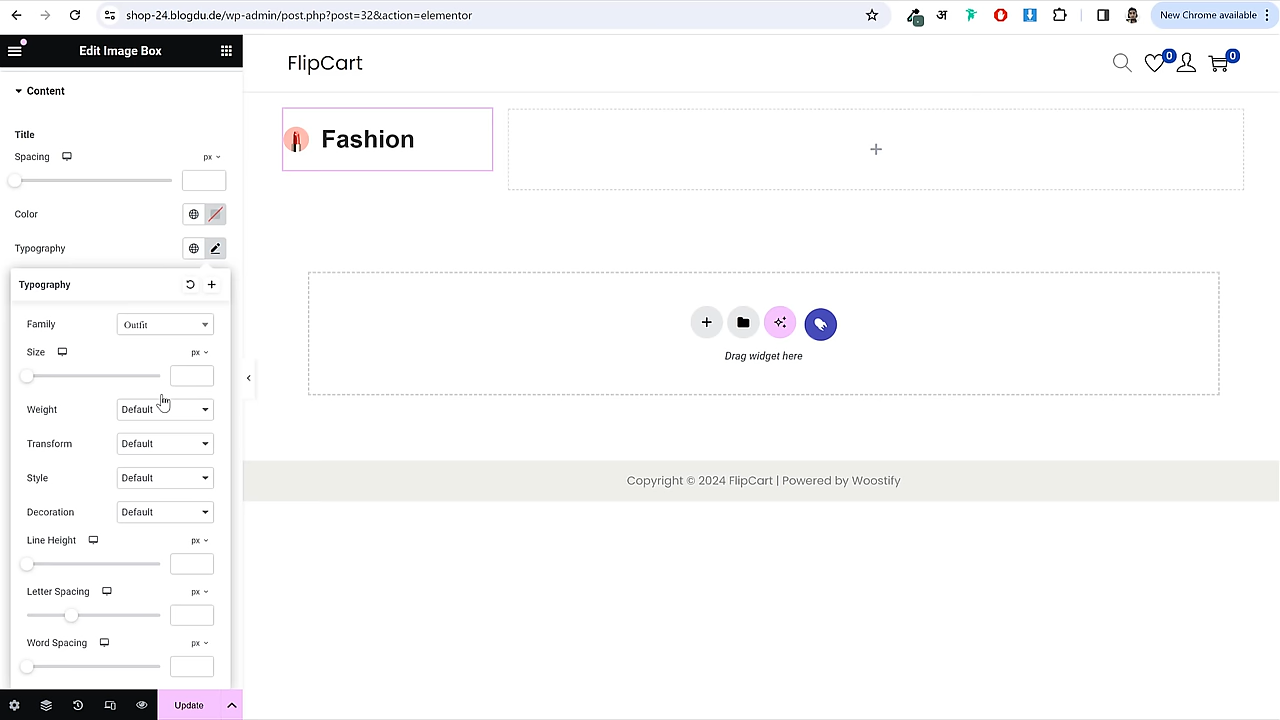 shop-24.blogdu.de/wp-admin/post.php?post=32&action=elementor
अ
New Chrome available
Edit Image Box
Content
Title
Spacing
px
Color
Typography
Typography
Family
Outfit
Size
px
Weight
Default
Transform
Default
Style
Default
Decoration
Default
Line Height
px
Letter Spacing
px
Word Spacing
px
Update
FlipCart
0
0
Fashion
Drag widget here
Copyright © 2024 FlipCart | Powered by Woostify